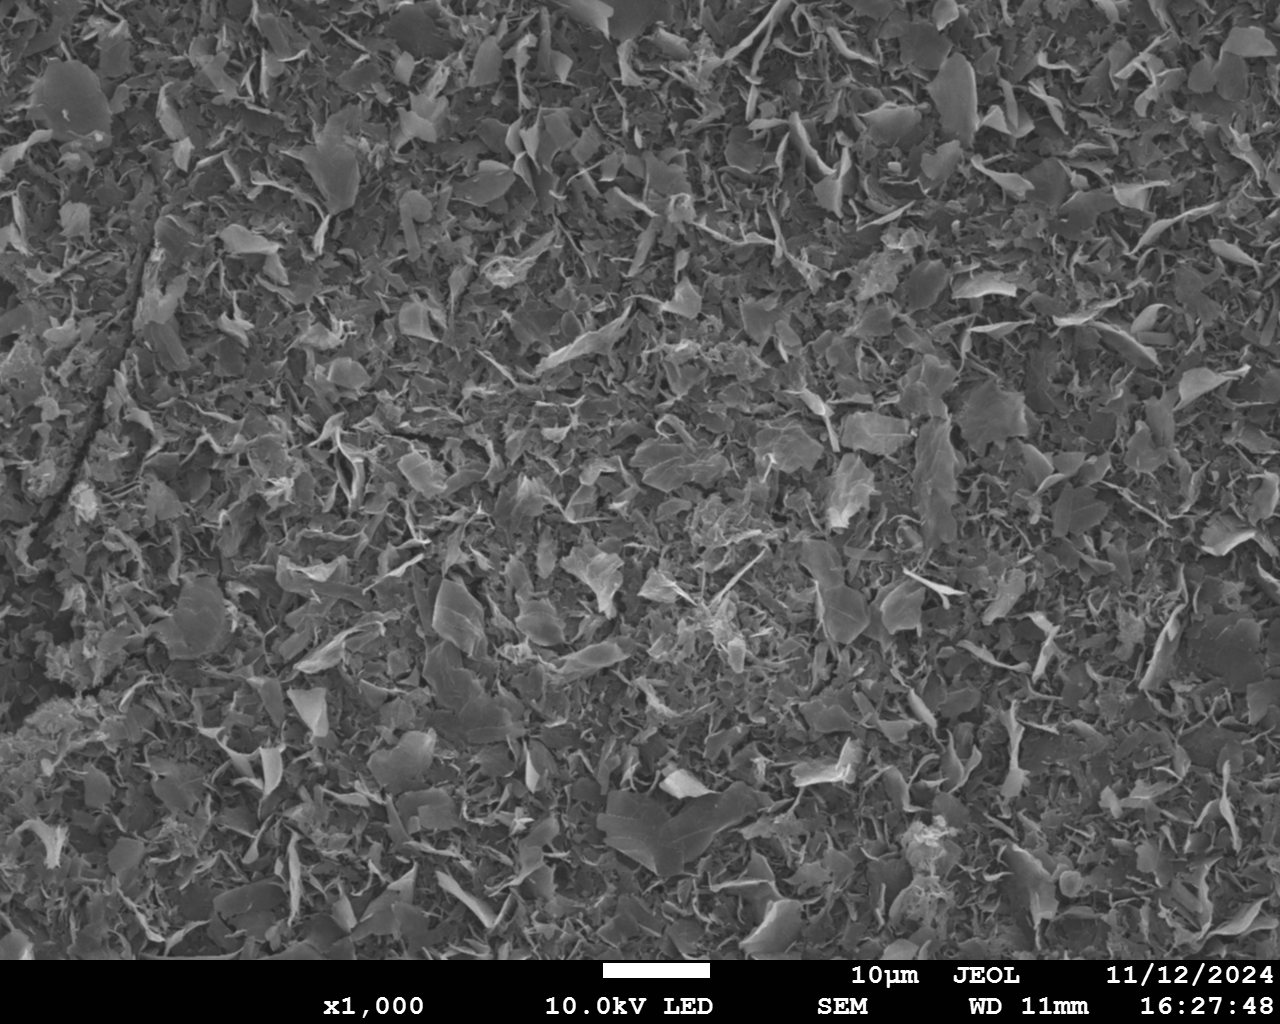 10µm JEOL 11/12/2024
x1,000 10.0kV LED SEM WD 11mm 16:27:48